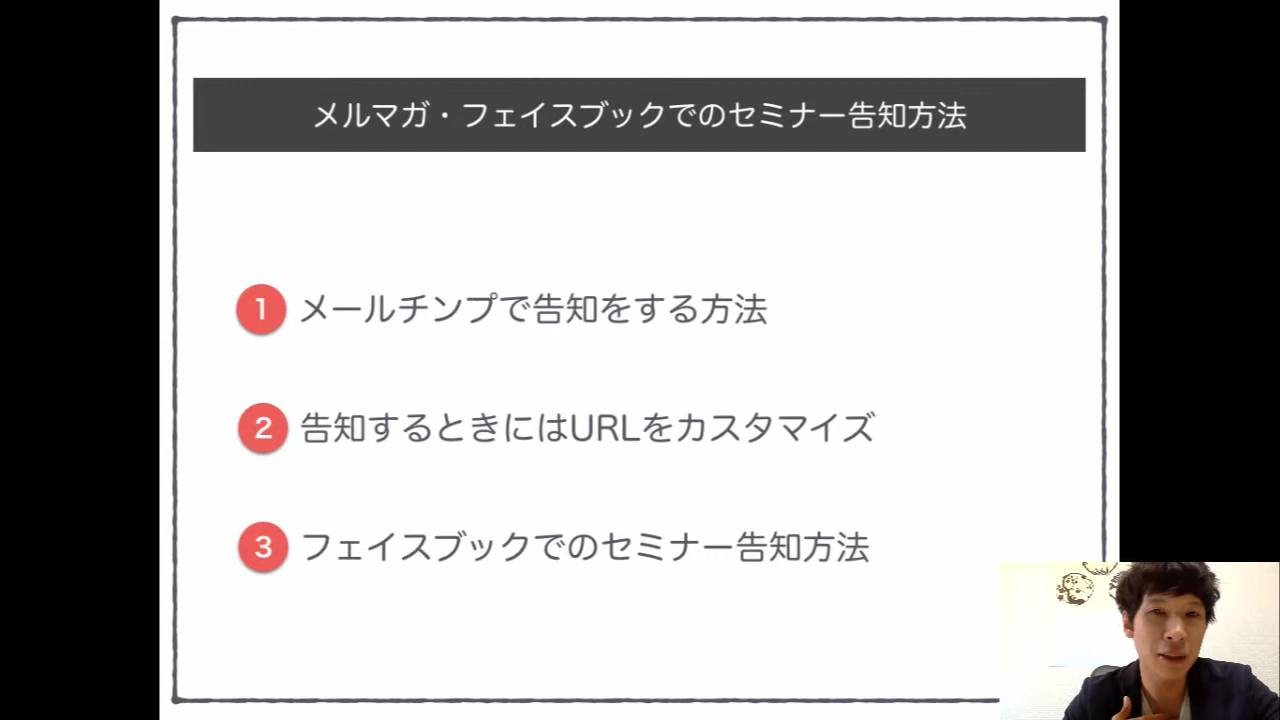 メルマガ・フェイスブックでのセミナー告知方法
1 メールチンプで告知をする方法
2 告知するときにはURLをカスタマイズ
3 フェイスブックでのセミナー告知方法